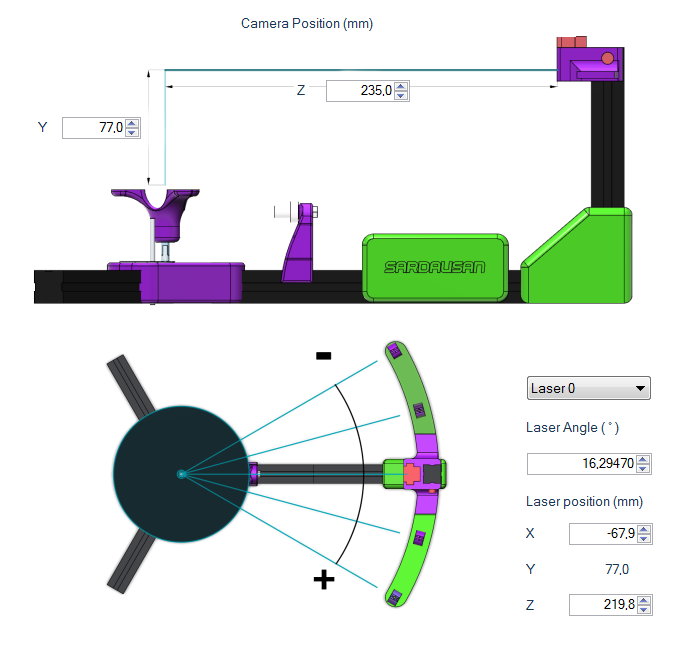 Camera Position (mm)
Z 235,0
Y 77,0
SARDAUSAN
-
Laser 0
Laser Angle (°)
16,29470
Laser position (mm)
X -67,9
Y 77,0
Z 219,8
+